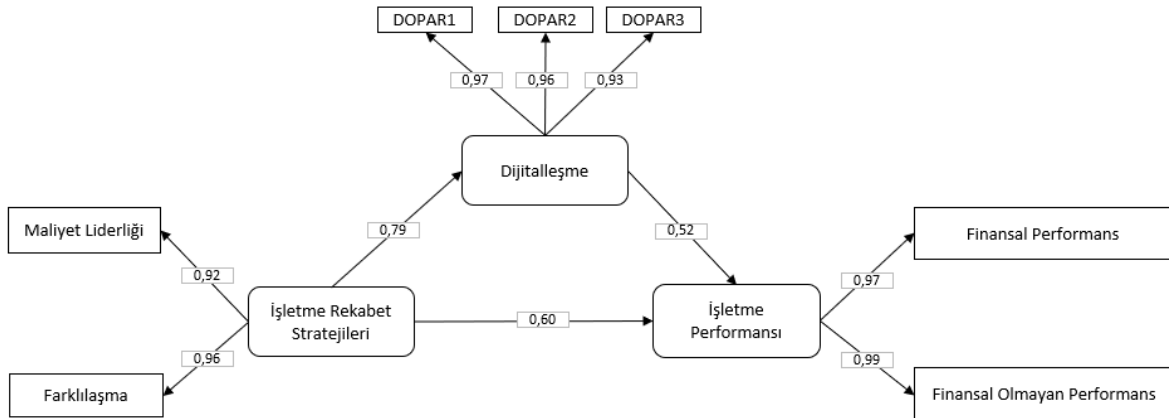 DOPAR1
DOPAR2
DOPAR3
0,97
0,96
0,93
Dijitalleşme
Maliyet Liderliği
0,79
0,52
Finansal Performans
0,92
0,97
İşletme Rekabet
Stratejileri
0,60
İşletme
Performansı
0,96
0,99
Farklılaşma
Finansal Olmayan Performans